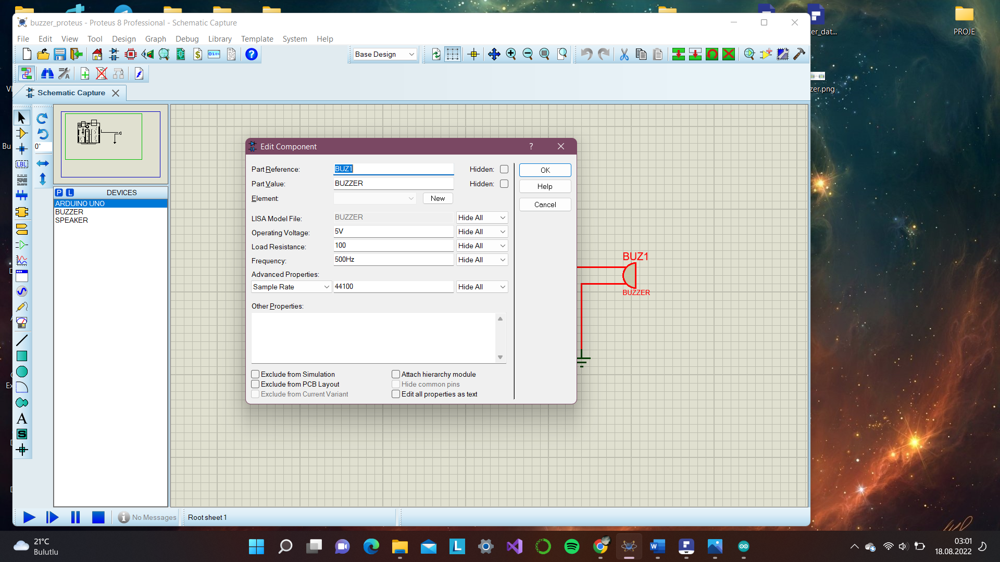 buzzer_proteus - Proteus 8 Professional - Schematic Capture
File Edit View Tool Design Graph Debug Library Template System Help
Base Design
Schematic Capture
0°
LBL
P L DEVICES
ARDUINO UNO
BUZZER
SPEAKER
Edit Component
Part Reference: BUZ1 Hidden:
Part Value: BUZZER Hidden:
Element: New
LISA Model File: BUZZER Hide All
Operating Voltage: 5V Hide All
Load Resistance: 100 Hide All
Frequency: 500Hz Hide All
Advanced Properties:
Sample Rate 44100 Hide All
Other Properties:
Exclude from Simulation Attach hierarchy module
Exclude from PCB Layout Hide common pins
Exclude from Current Variant Edit all properties as text
OK
Help
Cancel
BUZ1
BUZZER
A
S
No Messages Root sheet 1
PROJE
er_dat...
zer.png
Bu
21°C
Bulutlu
03:01
18.08.2022